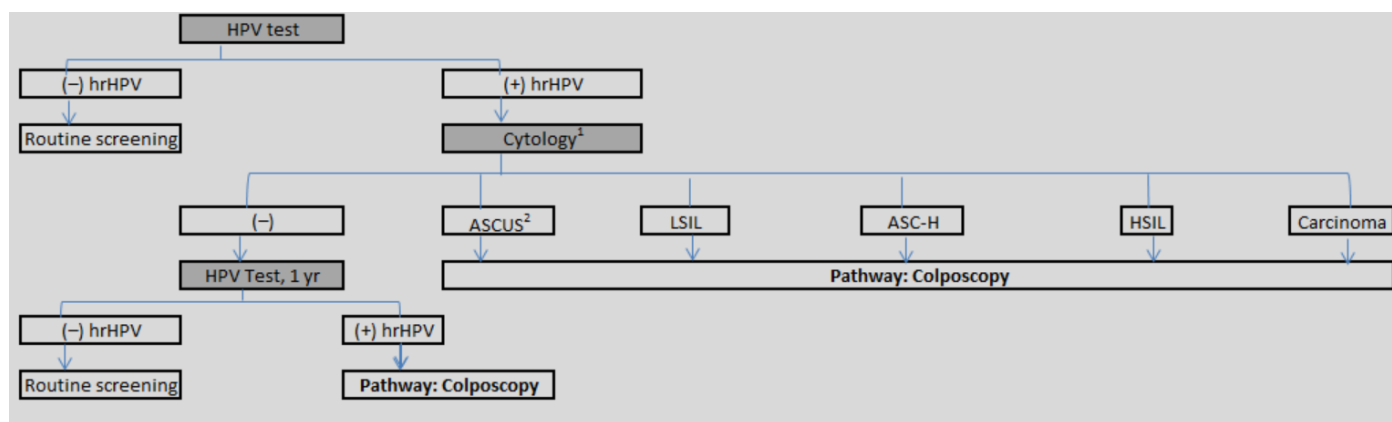 HPV test
(–) hrHPV
(+) hrHPV
Routine screening
Cytology1
(–)
ASCUS2
LSIL
ASC-H
HSIL
Carcinoma
HPV Test, 1 yr
Pathway: Colposcopy
(–) hrHPV
(+) hrHPV
Routine screening
Pathway: Colposcopy